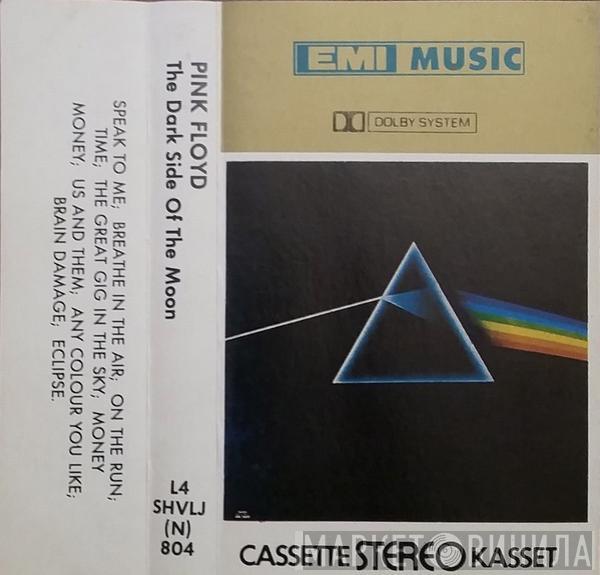 SPEAK TO ME; BREATHE IN THE AIR; ON THE RUN;
TIME; THE GREAT GIG IN THE SKY; MONEY
MONEY; US AND THEM; ANY COLOUR YOU LIKE;
BRAIN DAMAGE; ECLIPSE.
PINK FLOYD
The Dark Side Of The Moon
L4
SHVLJ
(N)
804
EMI MUSIC
DOLBY SYSTEM
МАРКЕТ ВИНИЛА
CASSETTE STEREO KASSET